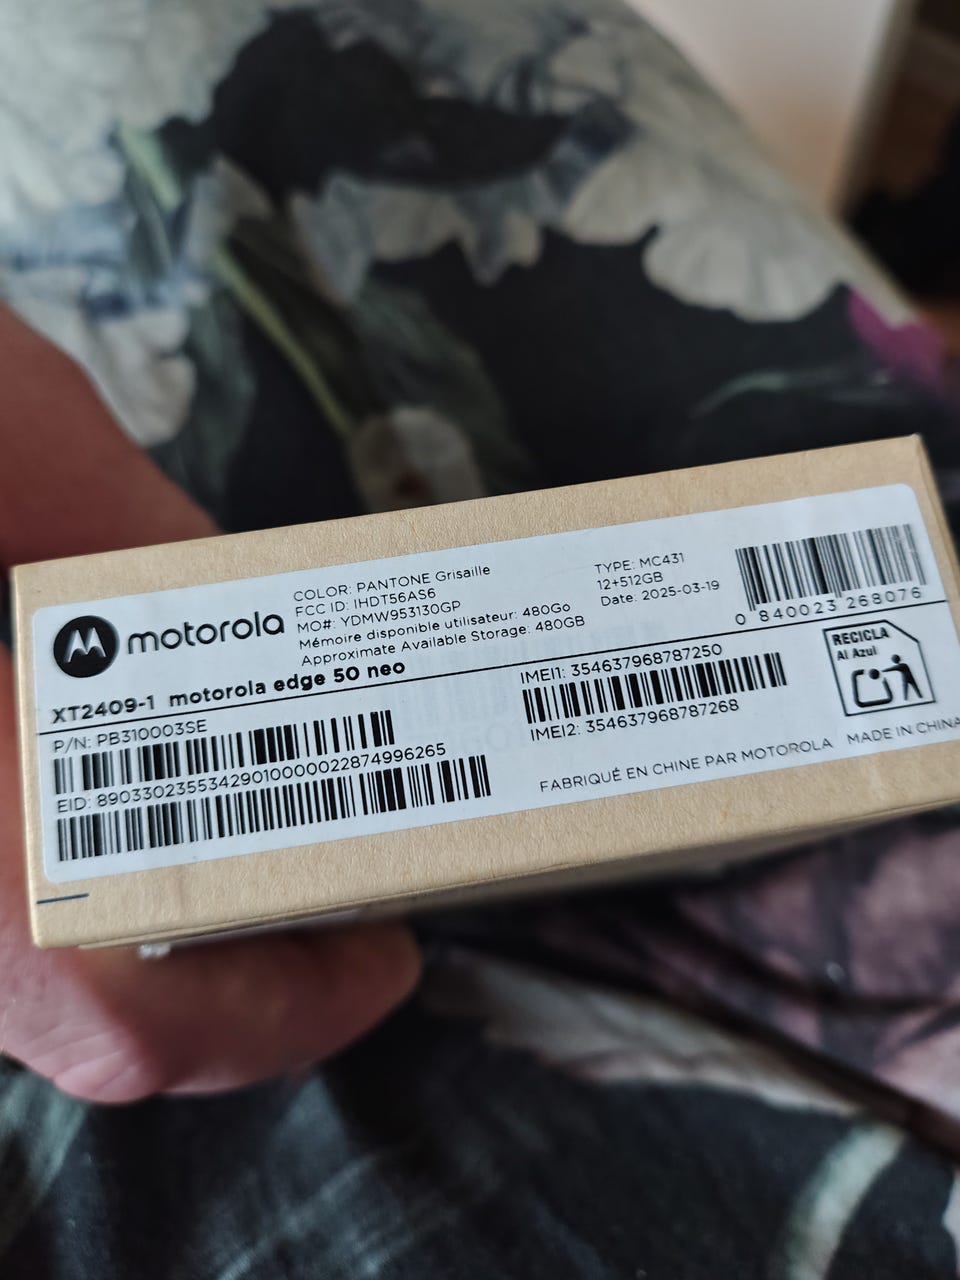 motorola
COLOR: PANTONE Grisaille
FCC ID: IHDT56AS6
MO#: YDMW953130GP
Mémoire disponible utilisateur: 480Go
Approximate Available Storage: 480GB
TYPE: MC431
12+512GB
Date: 2025-03-19
0 840023 268076
XT2409-1 motorola edge 50 neo
P/N: PB310003SE
EID: 89033023553429010000022874996265
IMEI1: 354637968787250
IMEI2: 354637968787268
RECICLA
Al Azul
FABRIQUÉ EN CHINE PAR MOTOROLA MADE IN CHINA